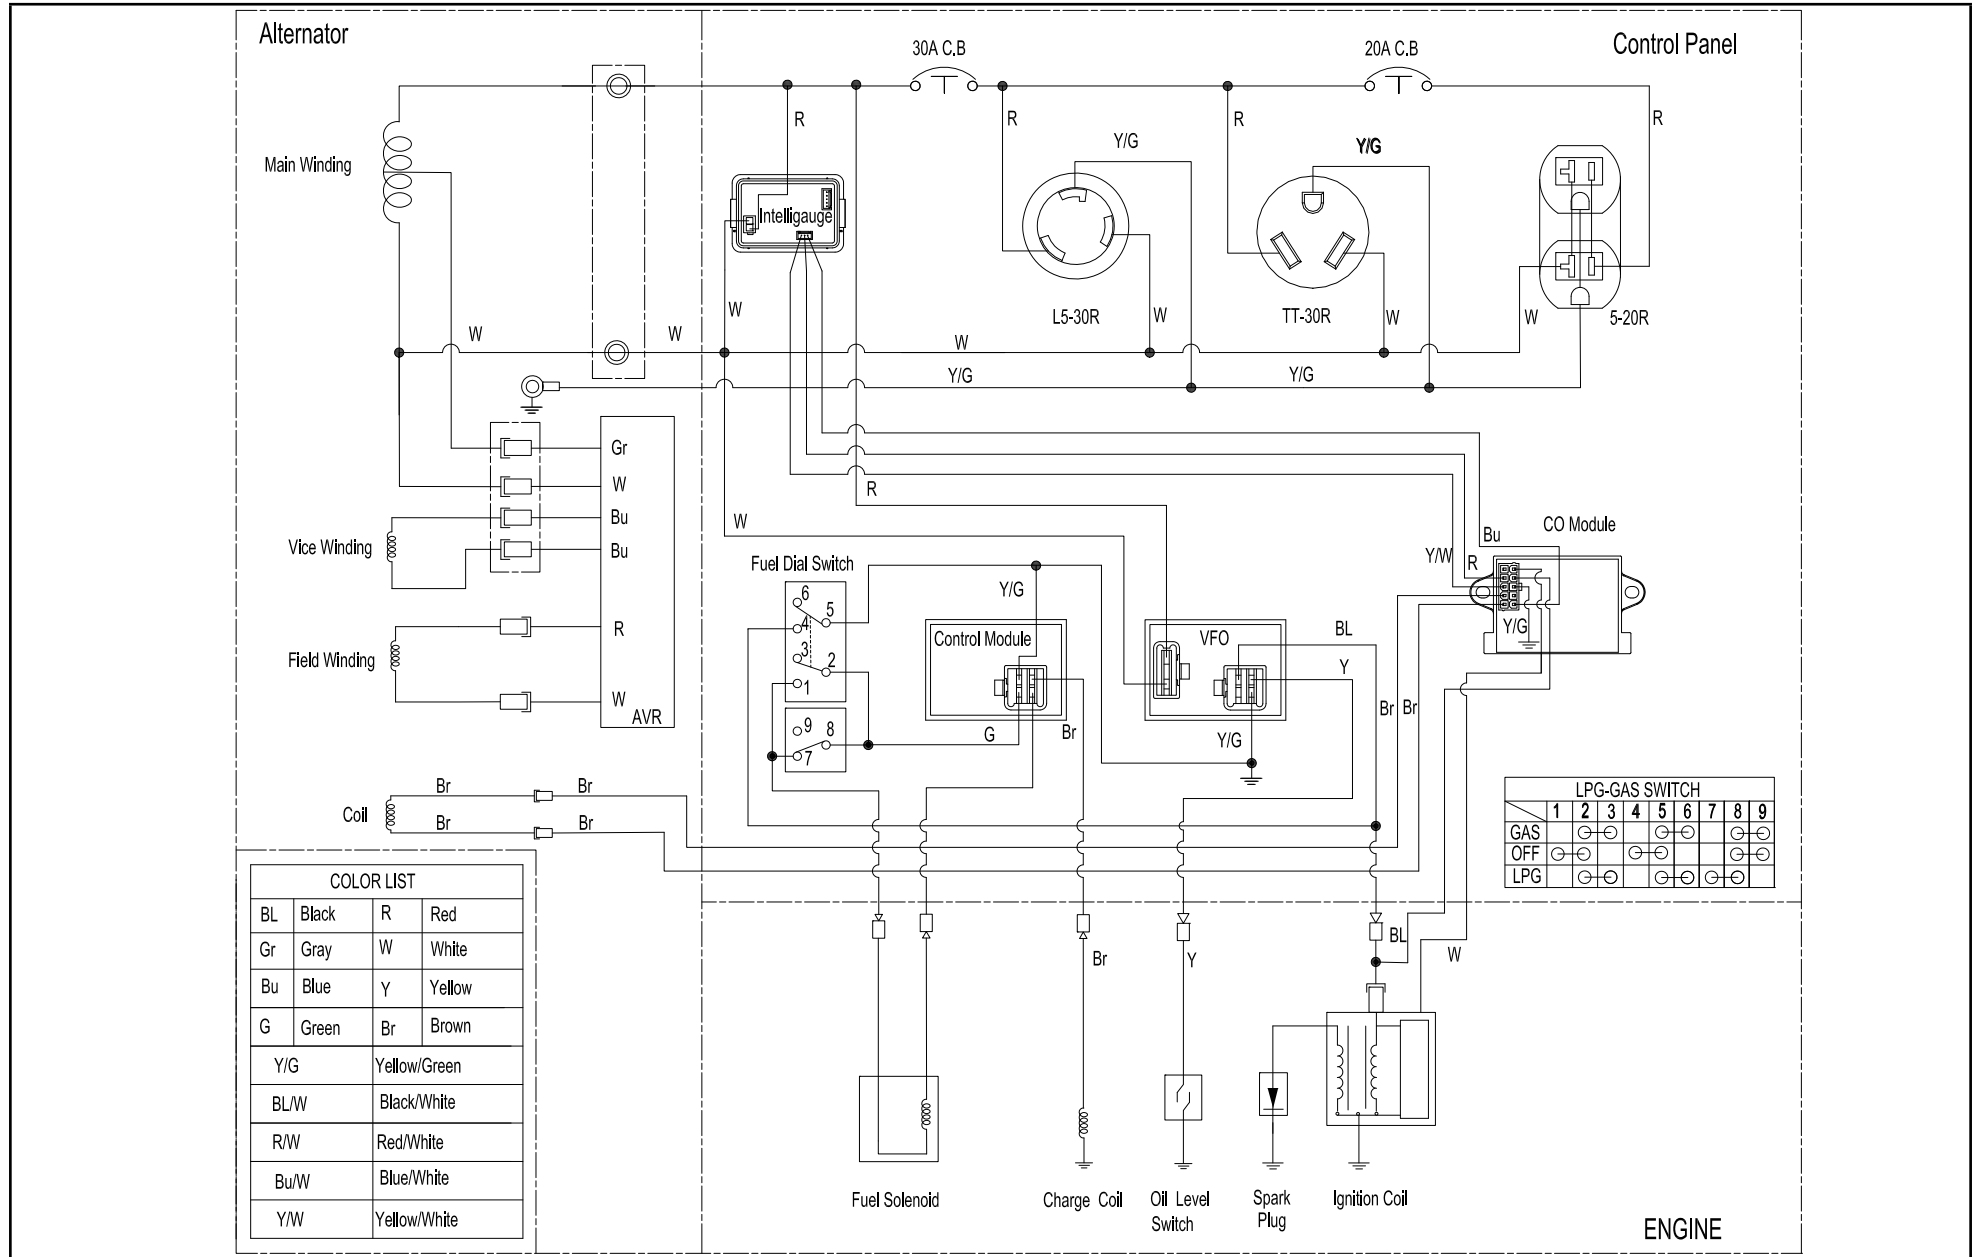 Alternator
Control Panel
30A C.B
20A C.B
R
R
R
R
Y/G
Y/G
Main Winding
Intelligauge
W
L5-30R
W
TT-30R
W
W
5-20R
W
W
W
Y/G
Y/G
Gr
W
Bu
Bu
R
W
AVR
Vice Winding
Field Winding
R
W
Bu
CO Module
Y/W
R
Y/G
Fuel Dial Switch
6
5
4
3
2
1
9
8
7
Y/G
Control Module
G
Br
VFO
BL
Y
Y/G
Br
Br
Coil
Br
Br
Br
Br
LPG-GAS SWITCH
1 2 3 4 5 6 7 8 9
GAS
OFF
LPG
COLOR LIST
BL Black R Red
Gr Gray W White
Bu Blue Y Yellow
G Green Br Brown
Y/G Yellow/Green
BL/W Black/White
R/W Red/White
Bu/W Blue/White
Y/W Yellow/White
Br
Y
BL
W
Fuel Solenoid
Charge Coil
Oil Level
Switch
Spark
Plug
Ignition Coil
ENGINE